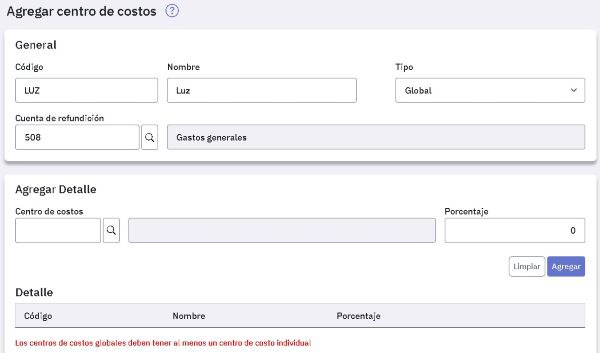 Agregar centro de costos ?
General
Código Nombre Tipo
LUZ Luz Global
Cuenta de refundición
508 Gastos generales
Agregar Detalle
Centro de costos Porcentaje
0
Limpiar Agregar
Detalle
Código Nombre Porcentaje
Los centros de costos globales deben tener al menos un centro de costo individual